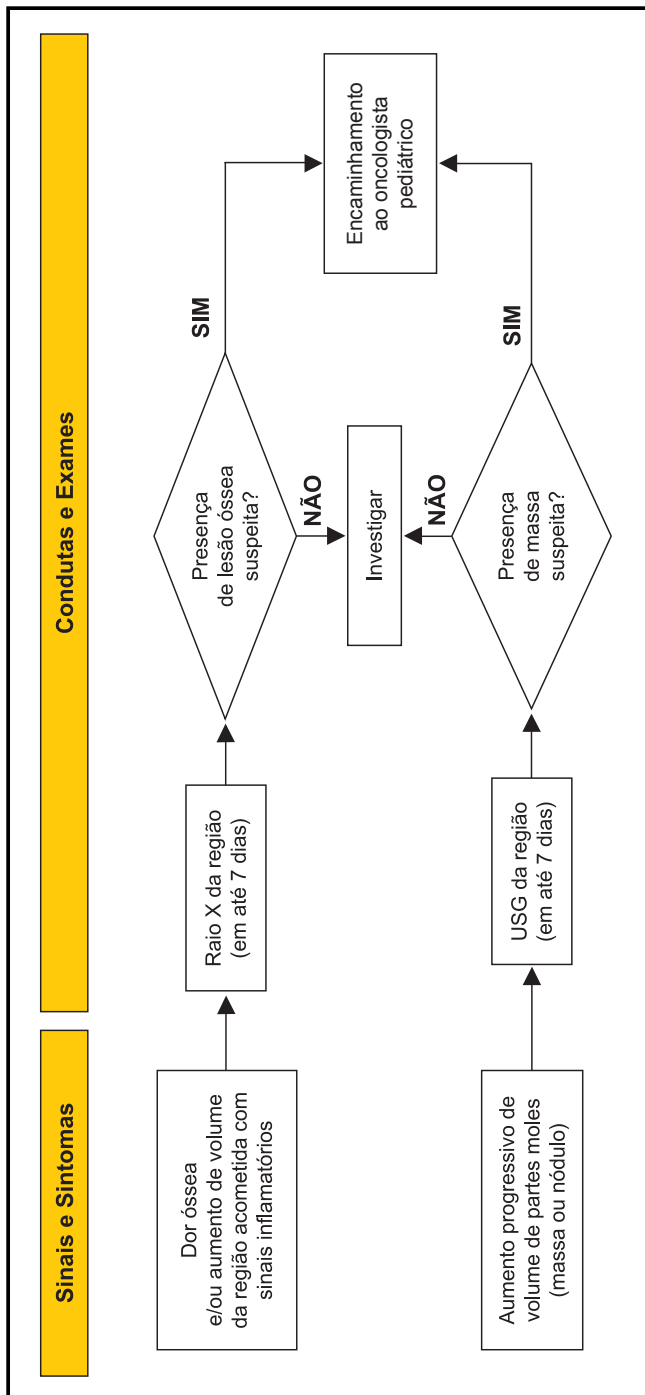 Sinais e Sintomas
Condutas e Exames
Dor óssea
e/ou aumento de volume
da região acometida com
sinais inflamatórios
Raio X da região
(em até 7 dias)
Presença
de lesão óssea
suspeita?
SIM
NÃO
Investigar
Encaminhamento
ao oncologista
pediátrico
Aumento progressivo de
volume de partes moles
(massa ou nódulo)
USG da região
(em até 7 dias)
Presença
de massa
suspeita?
NÃO
SIM